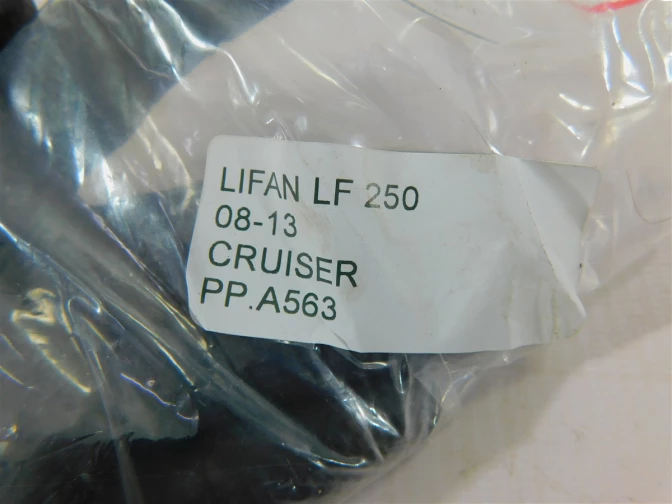 LIFAN LF 250
08-13
CRUISER
PP.A563